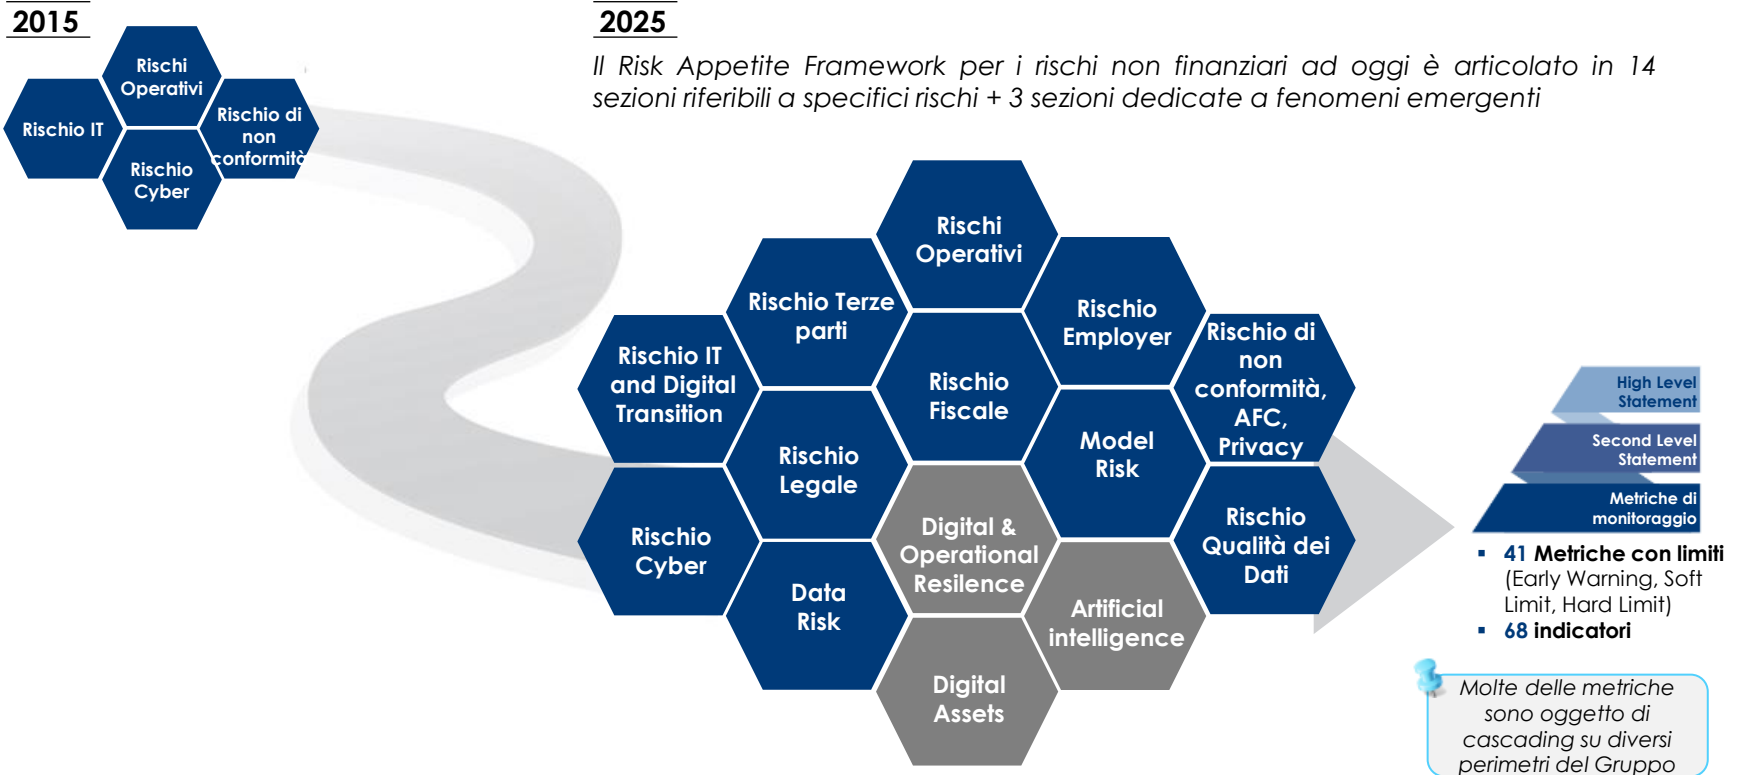 2015
Rischi
Operativi
Rischio IT
Rischio di
non
conformità
Rischio
Cyber
2025
Il Risk Appetite Framework per i rischi non finanziari ad oggi è articolato in 14
sezioni riferibili a specifici rischi + 3 sezioni dedicate a fenomeni emergenti
Rischi
Operativi
Rischio Terze
parti
Rischio
Employer
Rischio IT
and Digital
Transition
Rischio
Fiscale
Rischio di
non
conformità,
AFC,
Privacy
Rischio
Legale
Model
Risk
Rischio
Cyber
Digital &
Operational
Resilence
Rischio
Qualità dei
Dati
Data
Risk
Artificial
intelligence
Digital
Assets
High Level
Statement
Second Level
Statement
Metriche di
monitoraggio
▪ 41 Metriche con limiti
(Early Warning, Soft
Limit, Hard Limit)
▪ 68 indicatori
Molte delle metriche
sono oggetto di
cascading su diversi
perimetri del Gruppo